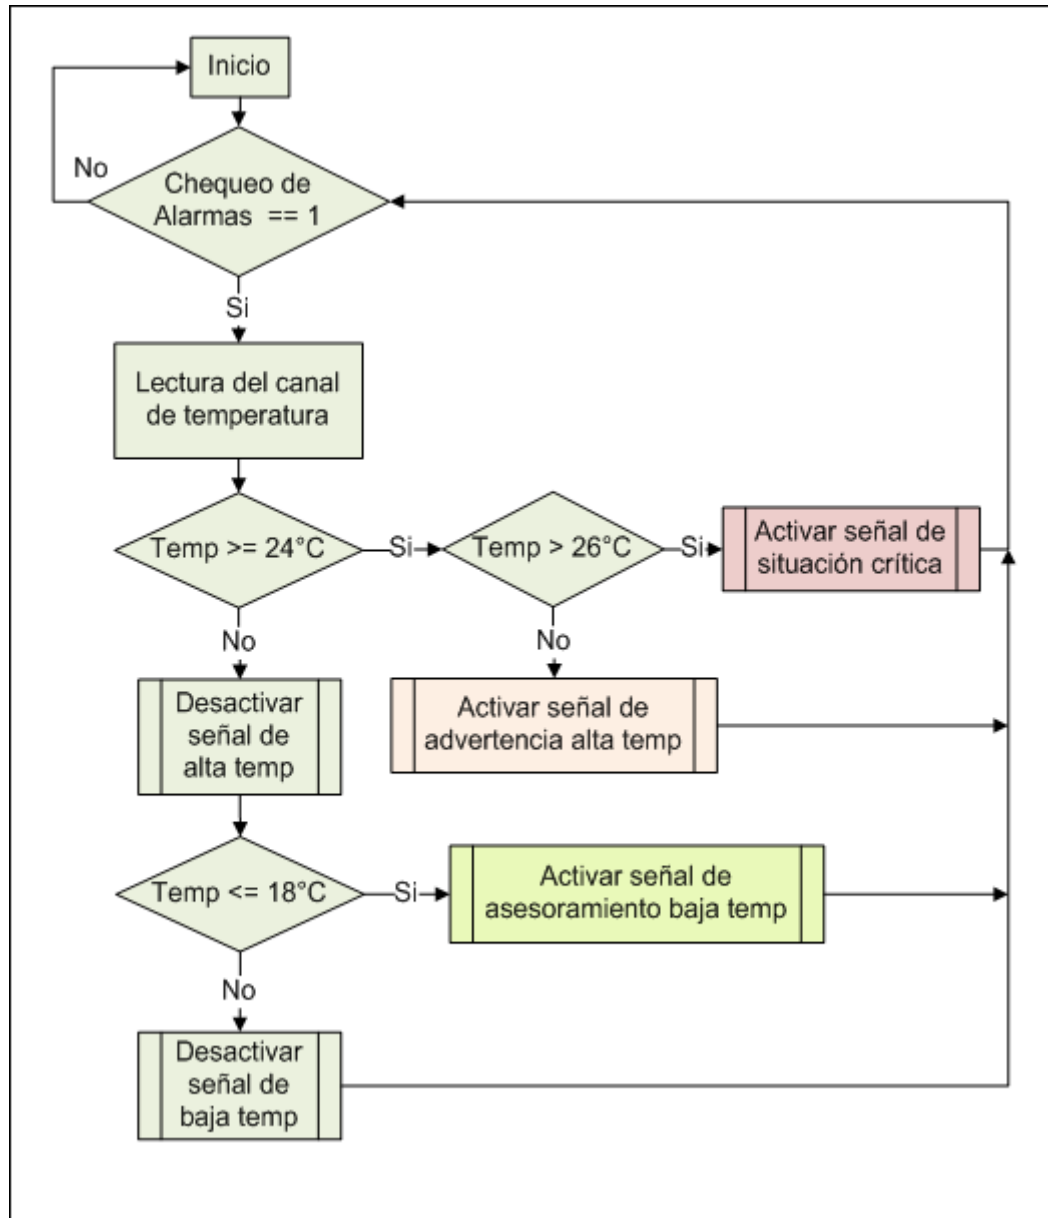 Inicio
No
Chequeo de
Alarmas == 1
Si
Lectura del canal
de temperatura
Temp >= 24°C
Si
Temp > 26°C
Si
Activar señal de
situación crítica
No
No
Desactivar
señal de
alta temp
Activar señal de
advertencia alta temp
Temp <= 18°C
Si
Activar señal de
asesoramiento baja temp
No
Desactivar
señal de
baja temp